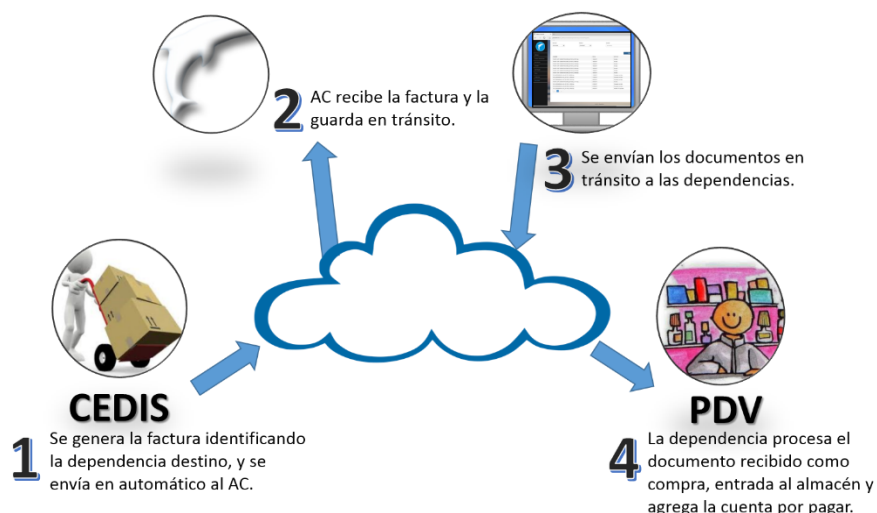 2 AC recibe la factura y la
guarda en tránsito.
3 Se envían los documentos en
tránsito a las dependencias.
CEDIS
1 Se genera la factura identificando
la dependencia destino, y se
envía en automático al AC.
PDV
4 La dependencia procesa el
documento recibido como
compra, entrada al almacén y
agrega la cuenta por pagar.